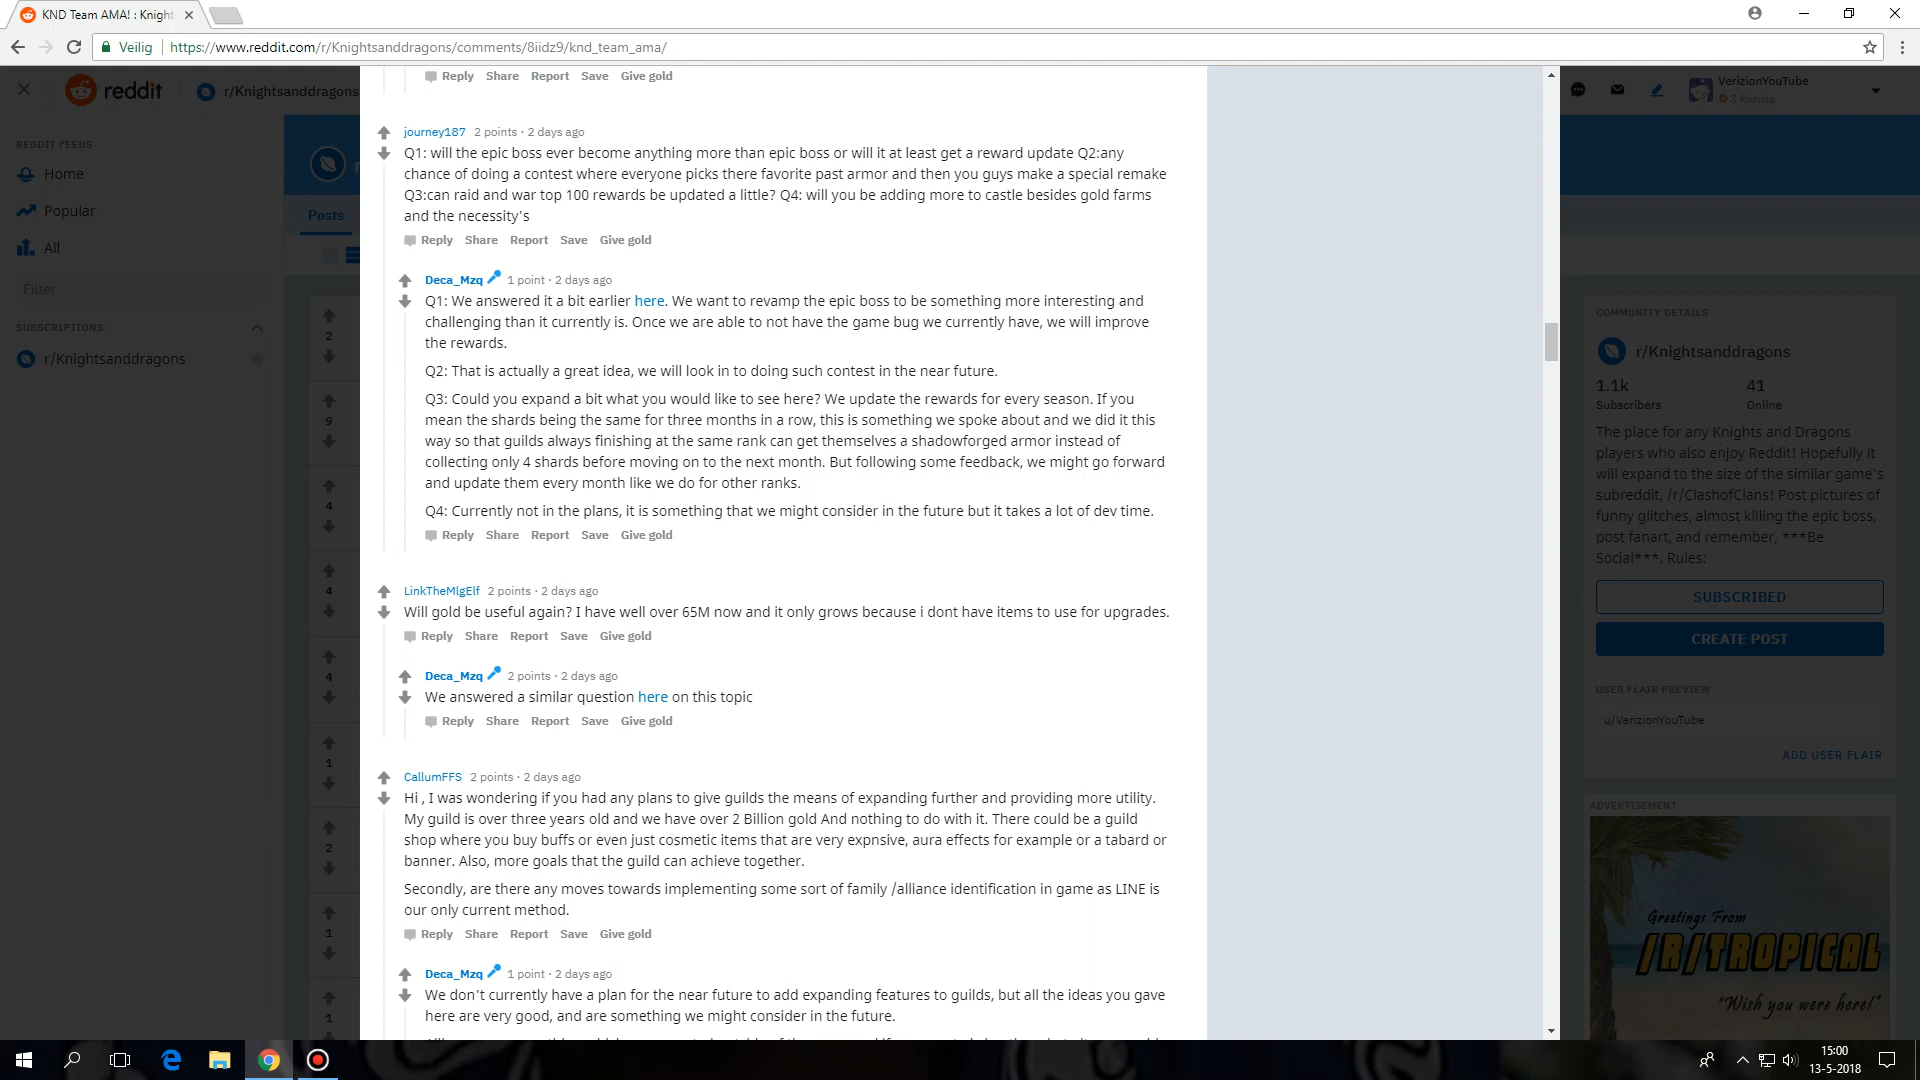 KND Team AMA! : Knight
Veilig
https://www.reddit.com/r/Knightsanddragons/comments/8iidz9/knd_team_ama/
reddit
r/Knightsanddragons
VerizionYouTube
3 karma
REDDIT FEEDS
Home
Popular
All
Filter
SUBSCRIPTIONS
r/Knightsanddragons
Posts
2
9
4
4
4
1
2
1
1
Reply Share Report Save Give gold
journey187 2 points · 2 days ago
Q1: will the epic boss ever become anything more than epic boss or will it at least get a reward update Q2:any
chance of doing a contest where everyone picks there favorite past armor and then you guys make a special remake
Q3:can raid and war top 100 rewards be updated a little? Q4: will you be adding more to castle besides gold farms
and the necessity's
Reply Share Report Save Give gold
Deca_Mzq 1 point · 2 days ago
Q1: We answered it a bit earlier here. We want to revamp the epic boss to be something more interesting and
challenging than it currently is. Once we are able to not have the game bug we currently have, we will improve
the rewards.
Q2: That is actually a great idea, we will look in to doing such contest in the near future.
Q3: Could you expand a bit what you would like to see here? We update the rewards for every season. If you
mean the shards being the same for three months in a row, this is something we spoke about and we did it this
way so that guilds always finishing at the same rank can get themselves a shadowforged armor instead of
collecting only 4 shards before moving on to the next month. But following some feedback, we might go forward
and update them every month like we do for other ranks.
Q4: Currently not in the plans, it is something that we might consider in the future but it takes a lot of dev time.
Reply Share Report Save Give gold
LinkTheMlgElf 2 points · 2 days ago
Will gold be useful again? I have well over 65M now and it only grows because i dont have items to use for upgrades.
Reply Share Report Save Give gold
Deca_Mzq 2 points · 2 days ago
We answered a similar question here on this topic
Reply Share Report Save Give gold
CallumFFS 2 points · 2 days ago
Hi , I was wondering if you had any plans to give guilds the means of expanding further and providing more utility.
My guild is over three years old and we have over 2 Billion gold And nothing to do with it. There could be a guild
shop where you buy buffs or even just cosmetic items that are very expnsive, aura effects for example or a tabard or
banner. Also, more goals that the guild can achieve together.
Secondly, are there any moves towards implementing some sort of family /alliance identification in game as LINE is
our only current method.
Reply Share Report Save Give gold
Deca_Mzq 1 point · 2 days ago
We don't currently have a plan for the near future to add expanding features to guilds, but all the ideas you gave
here are very good, and are something we might consider in the future.
COMMUNITY DETAILS
r/Knightsanddragons
1.1k 41
Subscribers Online
The place for any Knights and Dragons
players who also enjoy Reddit! Hopefully it
will expand to the size of the similar game's
subreddit, /r/ClashofClans! Post pictures of
funny glitches, almost killing the epic boss,
post fanart, and remember, ***Be
Social***. Rules:
SUBSCRIBED
CREATE POST
USER FLAIR PREVIEW
u/VerizionYouTube
ADD USER FLAIR
ADVERTISEMENT
Greetings From
/R/TROPICAL
"Wish you were here!"
15:00
13-5-2018